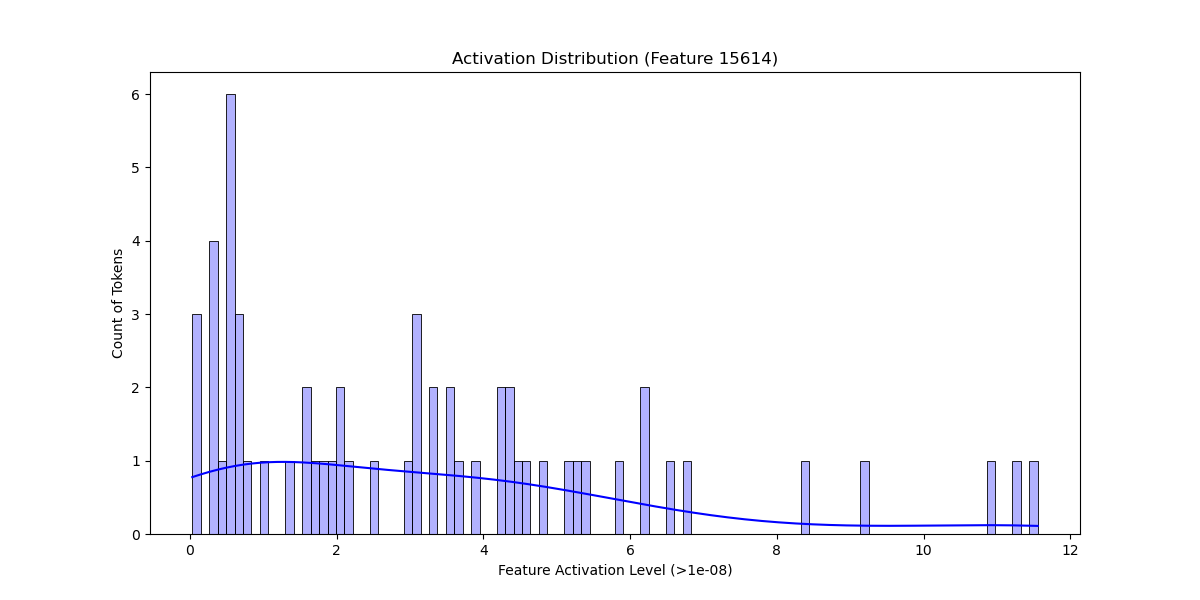 Activation Distribution (Feature 15614)
6
5
4
3
2
1
0
Count of Tokens
0 2 4 6 8 10 12
Feature Activation Level (>1e-08)